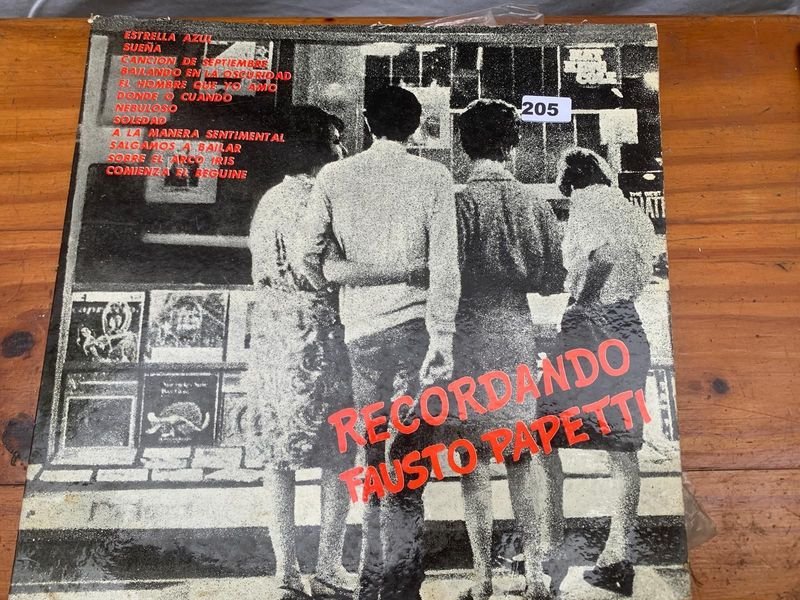 ESTRELLA AZUL
SUEÑA
CANCION DE SEPTIEMBRE
BAILANDO EN LA OSCURIDAD
EL HOMBRE QUE YO AMO
DONDE O CUANDO
NEBULOSO
SOLEDAD
A LA MANERA SENTIMENTAL
SALGAMOS A BAILAR
SOBRE EL ARCO IRIS
COMIENZA EL BEGUINE
205
RECORDANDO
FAUSTO PAPETTI